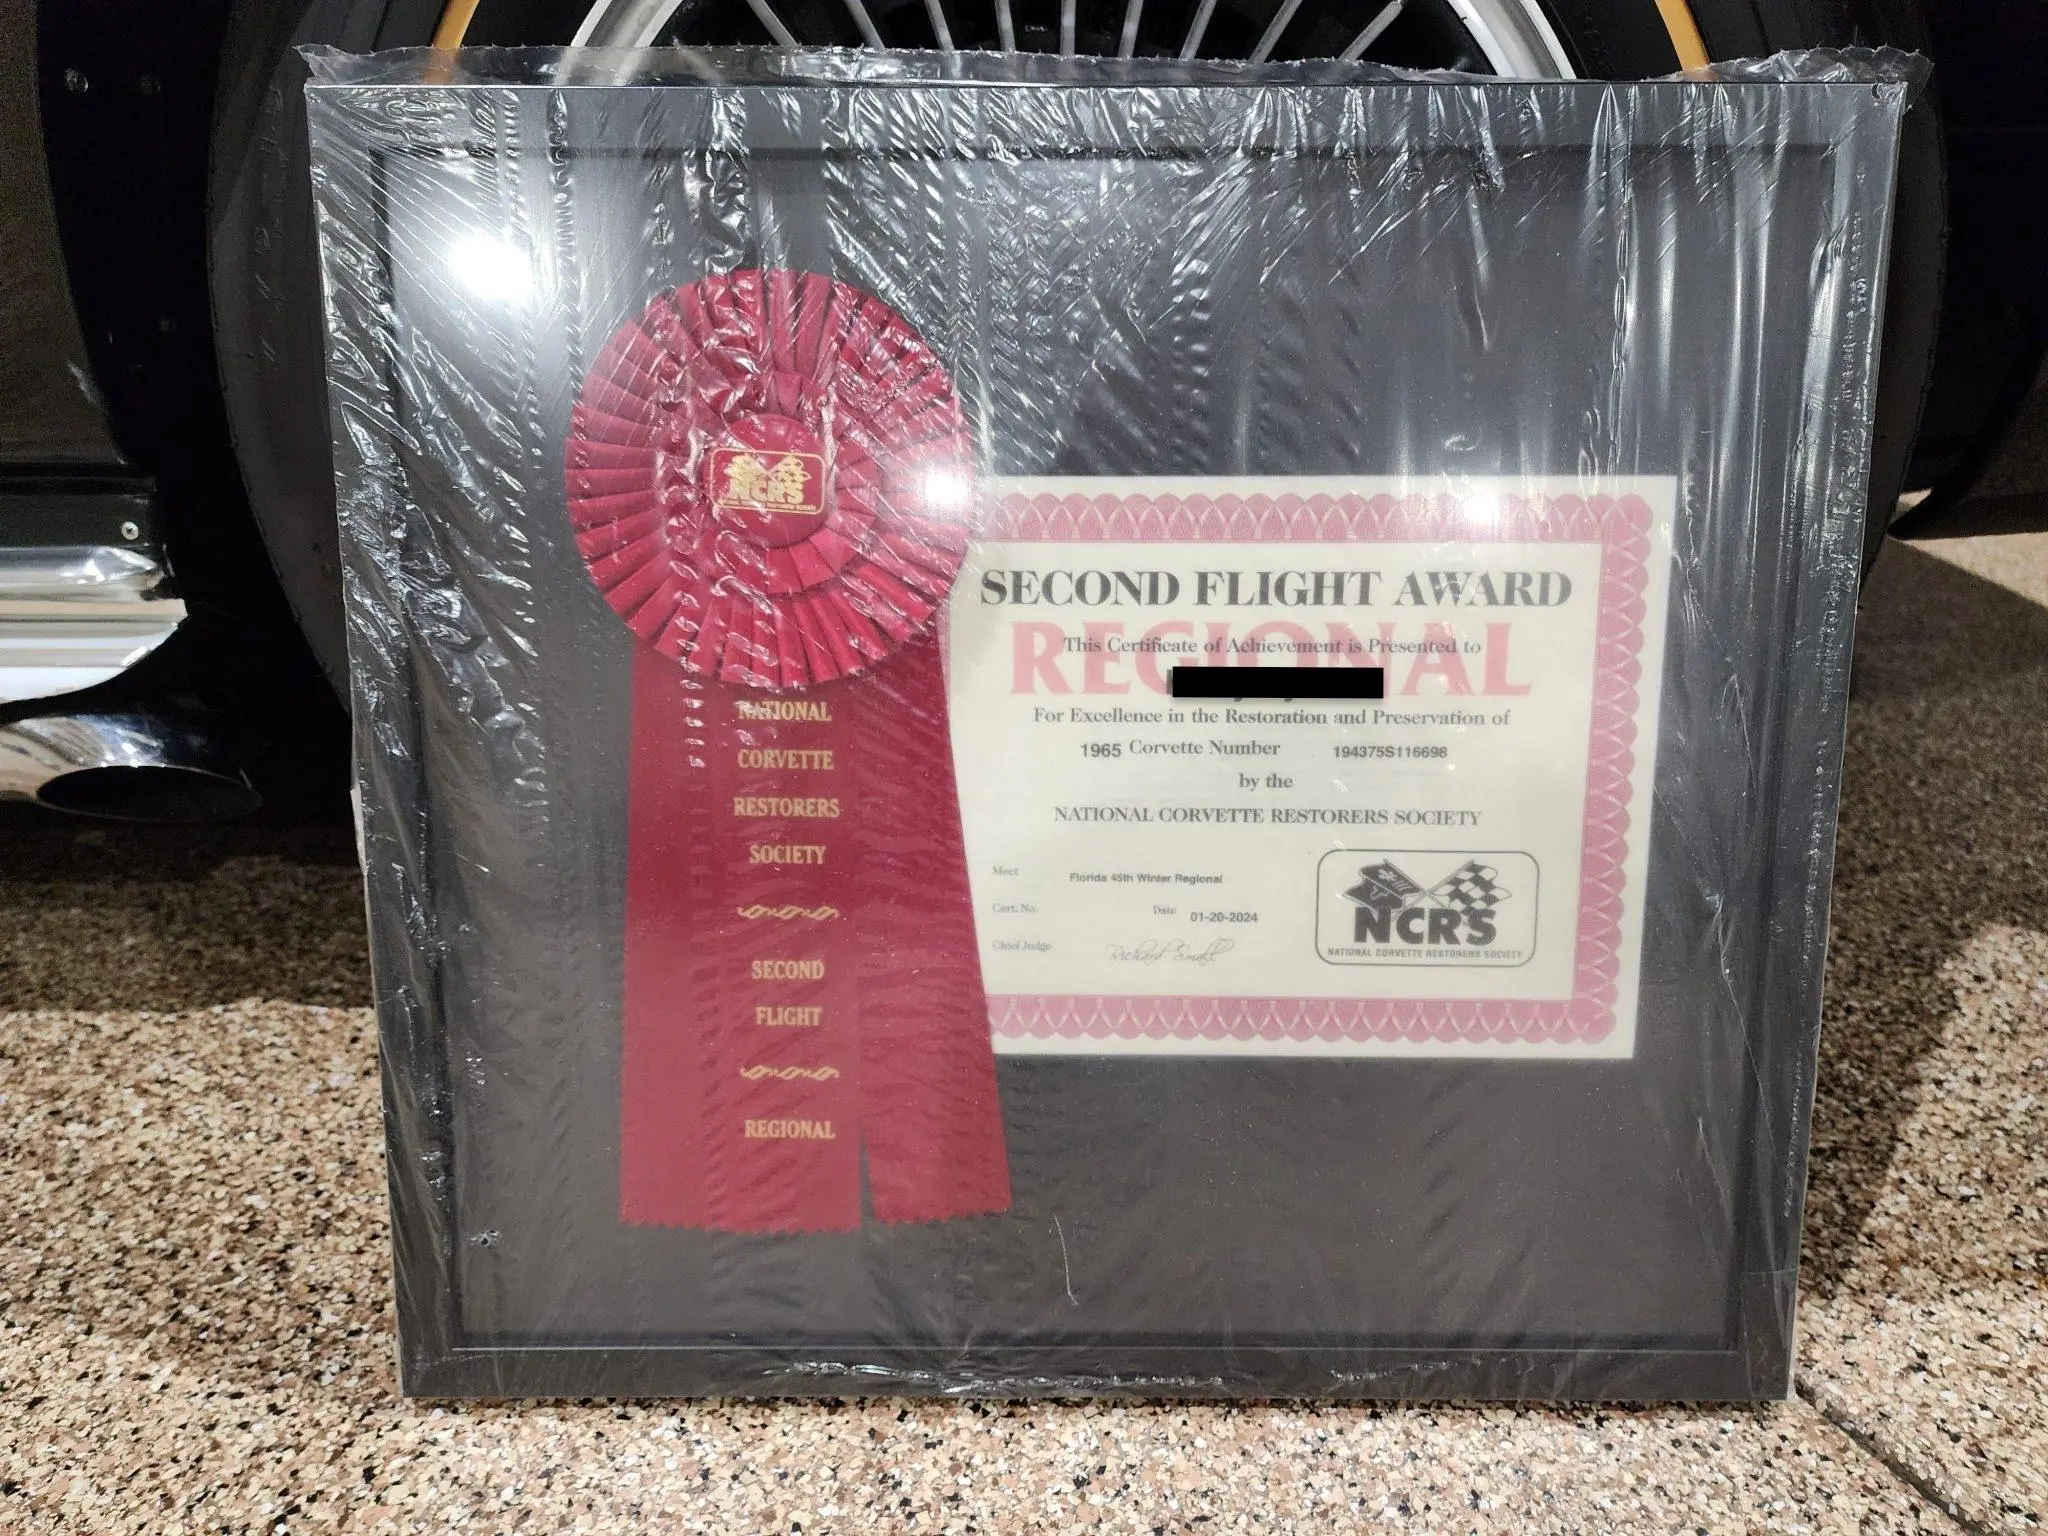 NCRS
NATIONAL
CORVETTE
RESTORERS
SOCIETY
SECOND
FLIGHT
REGIONAL
SECOND FLIGHT AWARD
REGIONAL
This Certificate of Achievement is Presented to
For Excellence in the Restoration and Preservation of
1965 Corvette Number 194375S116698
by the
NATIONAL CORVETTE RESTORERS SOCIETY
Meet Florida 45th Winter Regional
Cert. No. Date 01-20-2024
Chief Judge Richard Small
NCRS
NATIONAL CORVETTE RESTORERS SOCIETY